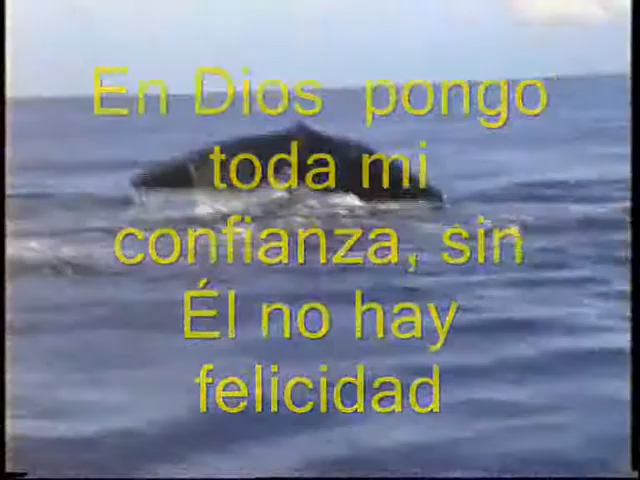 En Dios pongo
toda mi
confianza, sin
Él no hay
felicidad